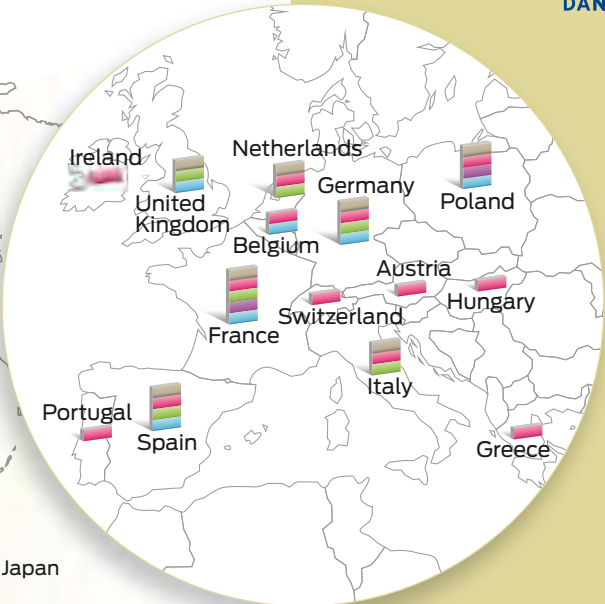 DAN
Ireland
Netherlands
Germany
United
Kingdom
Poland
Belgium
Austria
Hungary
Switzerland
France
Italy
Portugal
Spain
Greece
Japan